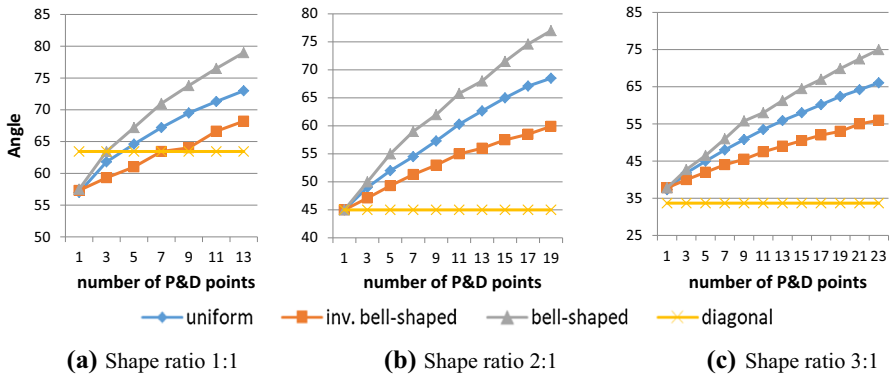 85
80
75
70
65
60
55
50
Angle
1 3 5 7 9 11 13
number of P&D points
80
75
70
65
60
55
50
45
40
1 3 5 7 9 11 13 15 17 19
number of P&D points
85
75
65
55
45
35
25
1 3 5 7 9 11 13 15 17 19 21 23
number of P&D points
uniform inv. bell-shaped bell-shaped diagonal
(a) Shape ratio 1:1 (b) Shape ratio 2:1 (c) Shape ratio 3:1